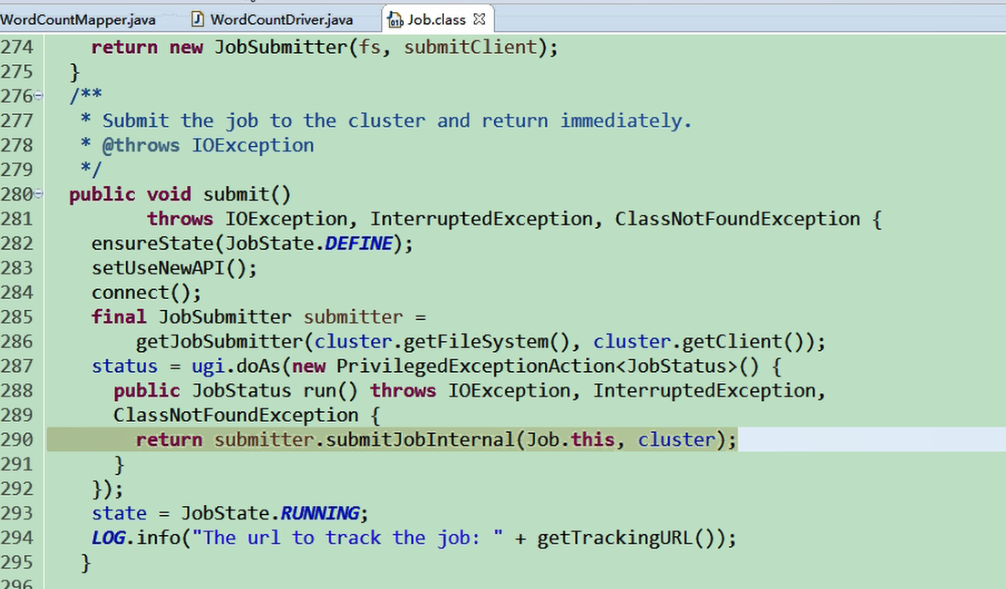 WordCountMapper.java WordCountDriver.java Job.class
274 return new JobSubmitter(fs, submitClient);
275 }
276 /**
277 * Submit the job to the cluster and return immediately.
278 * @throws IOException
279 */
280 public void submit()
281 throws IOException, InterruptedException, ClassNotFoundException {
282 ensureState(JobState.DEFINE);
283 setUseNewAPI();
284 connect();
285 final JobSubmitter submitter =
286 getJobSubmitter(cluster.getFileSystem(), cluster.getClient());
287 status = ugi.doAs(new PrivilegedExceptionAction<JobStatus>() {
288 public JobStatus run() throws IOException, InterruptedException,
289 ClassNotFoundException {
290 return submitter.submitJobInternal(Job.this, cluster);
291 }
292 });
293 state = JobState.RUNNING;
294 LOG.info("The url to track the job: " + getTrackingURL());
295 }
296